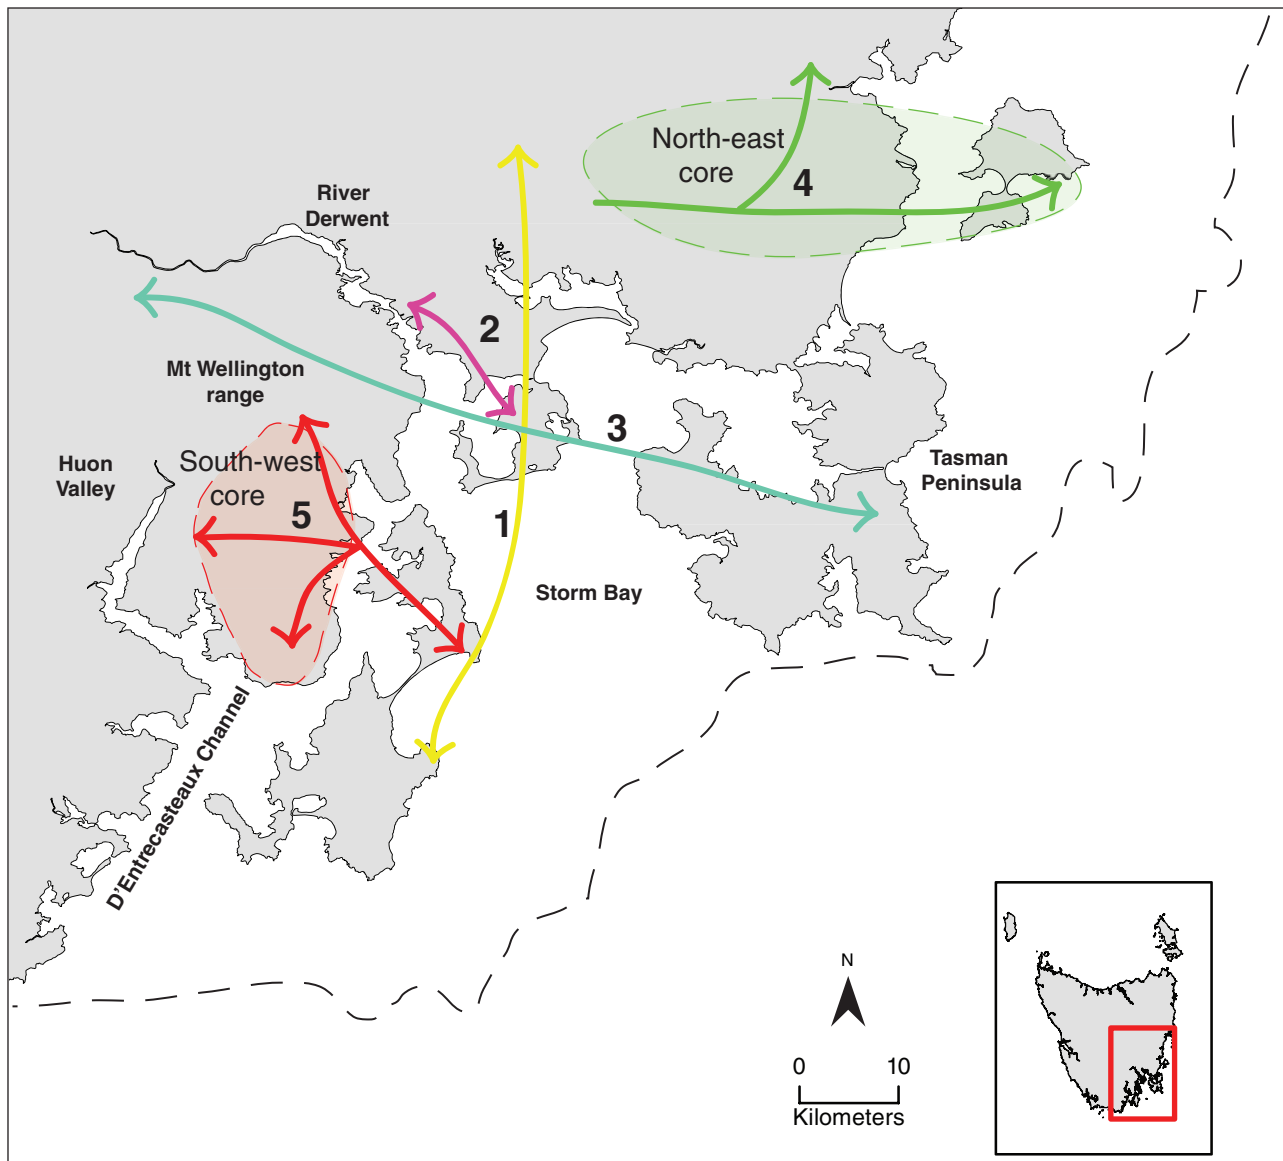 North-east
core
4
River
Derwent
2
Mt Wellington
range
3
Huon
Valley
South-west
core
5
1
Tasman
Peninsula
Storm Bay
D'Entrecasteaux Channel
N
0 10
Kilometers